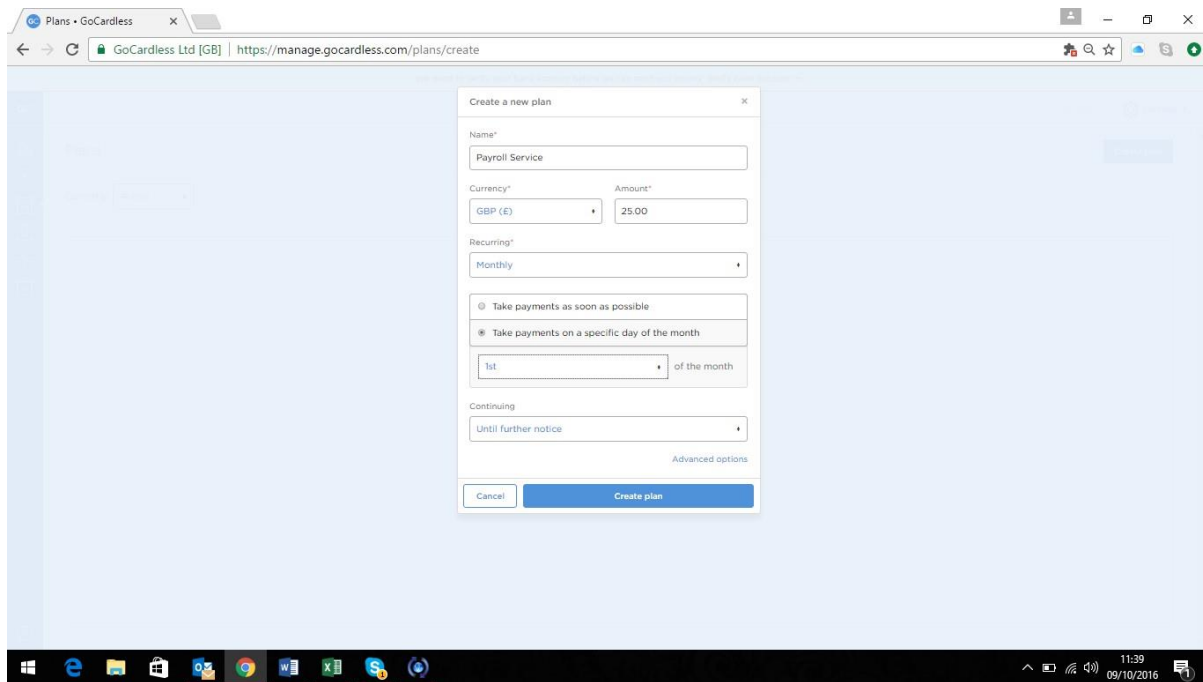 Plans • GoCardless
GoCardless Ltd [GB] | https://manage.gocardless.com/plans/create
Create a new plan
Name*
Payroll Service
Currency* Amount*
GBP (£) 25.00
Recurring*
Monthly
Take payments as soon as possible
Take payments on a specific day of the month
1st of the month
Continuing
Until further notice
Advanced options
Cancel Create plan
11:39
09/10/2016